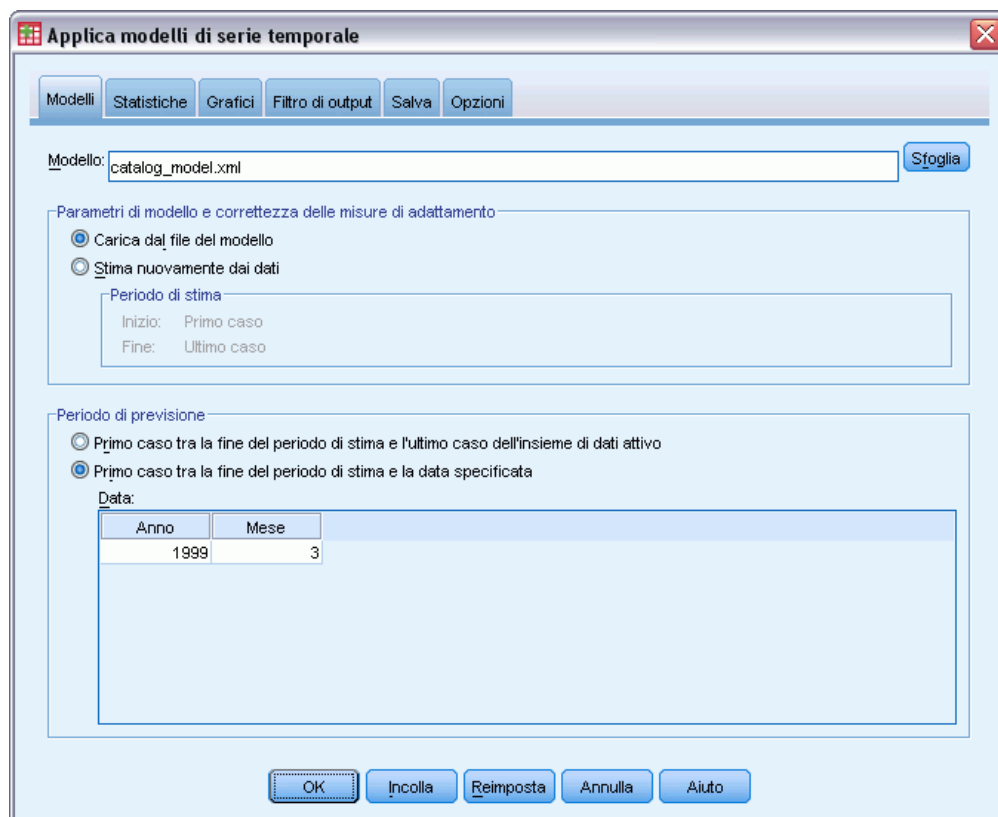 Applica modelli di serie temporale
Modelli Statistiche Grafici Filtro di output Salva Opzioni
Modello: catalog_model.xml Sfoglia
Parametri di modello e correttezza delle misure di adattamento
Carica dal file del modello
Stima nuovamente dai dati
Periodo di stima
Inizio: Primo caso
Fine: Ultimo caso
Periodo di previsione
Primo caso tra la fine del periodo di stima e l'ultimo caso dell'insieme di dati attivo
Primo caso tra la fine del periodo di stima e la data specificata
Data:
Anno Mese
1999 3
OK Incolla Reimposta Annulla Aiuto